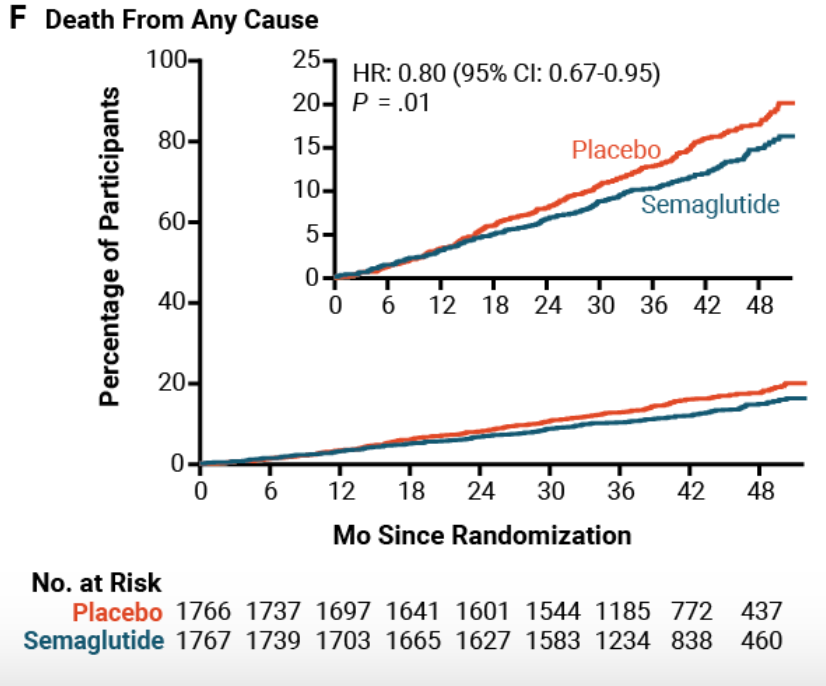 F Death From Any Cause
Percentage of Participants
100
80
60
40
20
0
25
20
15
10
5
0
HR: 0.80 (95% CI: 0.67-0.95)
P = .01
Placebo
Semaglutide
0 6 12 18 24 30 36 42 48
0 6 12 18 24 30 36 42 48
Mo Since Randomization
No. at Risk
Placebo 1766 1737 1697 1641 1601 1544 1185 772 437
Semaglutide 1767 1739 1703 1665 1627 1583 1234 838 460